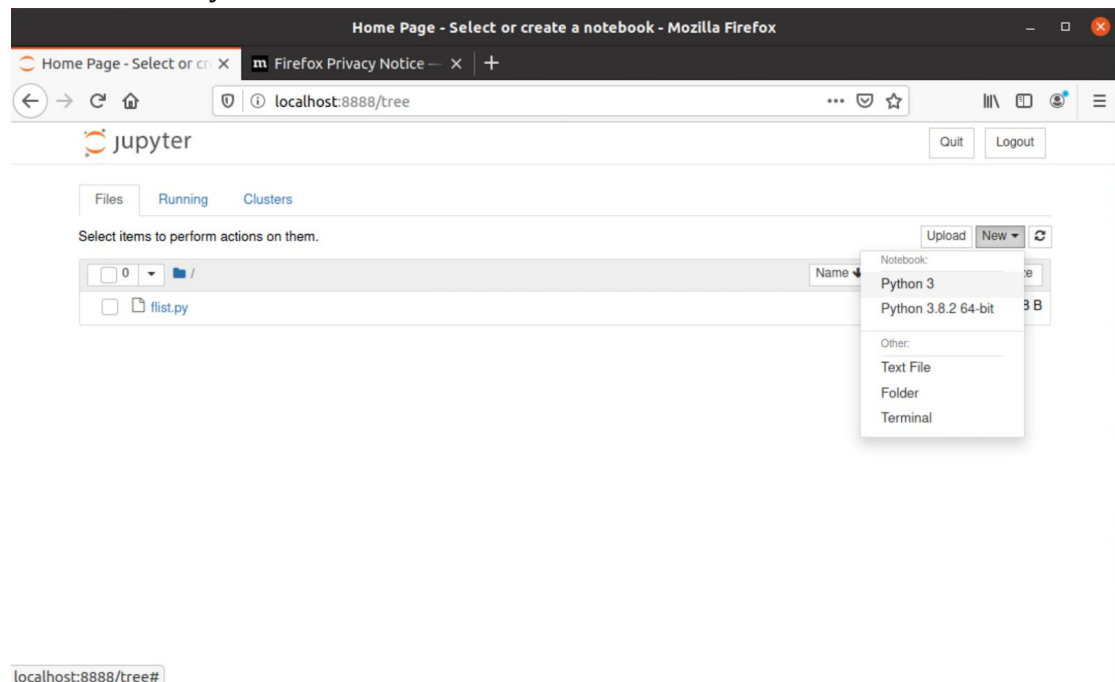 Home Page - Select or create a notebook - Mozilla Firefox
Home Page - Select or cr
Firefox Privacy Notice —
localhost:8888/tree
jupyter
Quit
Logout
Files
Running
Clusters
Select items to perform actions on them.
Upload
New
0
/
Name
Notebook:
Python 3
flist.py
8 B
Python 3.8.2 64-bit
Other:
Text File
Folder
Terminal
localhost:8888/tree#